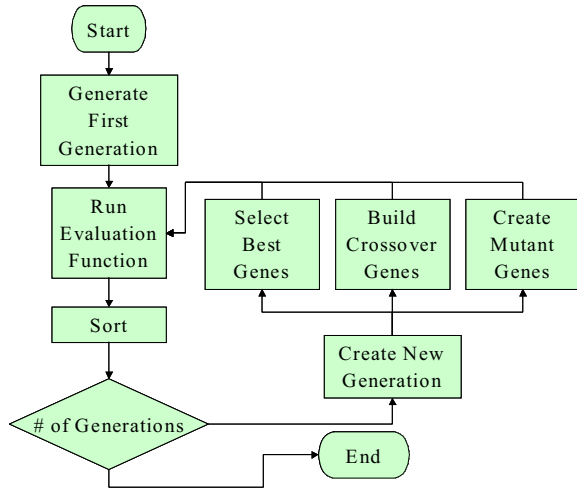 Start
Generate
First
Generation
Run
Evaluation
Function
Select
Best
Genes
Build
Crossover
Genes
Create
Mutant
Genes
Sort
Create New
Generation
# of Generations
End